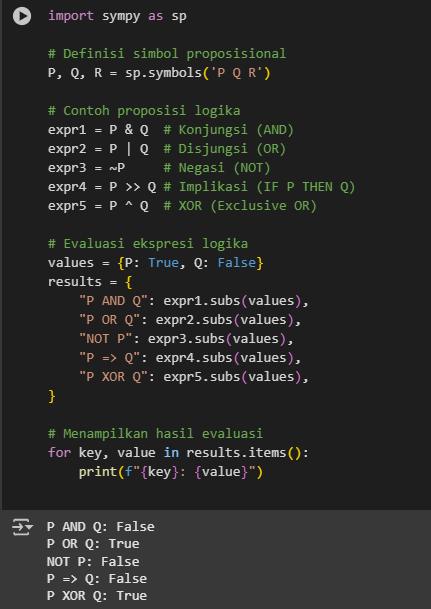 import sympy as sp
# Definisi simbol proposisional
P, Q, R = sp.symbols('P Q R')
# Contoh proposisi logika
expr1 = P & Q  # Konjungsi (AND)
expr2 = P | Q  # Disjungsi (OR)
expr3 = ~P     # Negasi (NOT)
expr4 = P >> Q # Implikasi (IF P THEN Q)
expr5 = P ^ Q  # XOR (Exclusive OR)
# Evaluasi ekspresi logika
values = {P: True, Q: False}
results = {
    "P AND Q": expr1.subs(values),
    "P OR Q": expr2.subs(values),
    "NOT P": expr3.subs(values),
    "P => Q": expr4.subs(values),
    "P XOR Q": expr5.subs(values),
}
# Menampilkan hasil evaluasi
for key, value in results.items():
    print(f"{key}: {value}")
P AND Q: False
P OR Q: True
NOT P: False
P => Q: False
P XOR Q: True